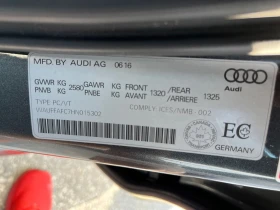 MFD. BY AUDI AG 06 16
GVWR KG 2580 GAWR KG FRONT 1320 /REAR 1325
PNBV KG PNBE KG AVANT /ARRIERE
TYPE PC/VT COMPLY ICES/NMB-002
Audi
EC
GERMANY